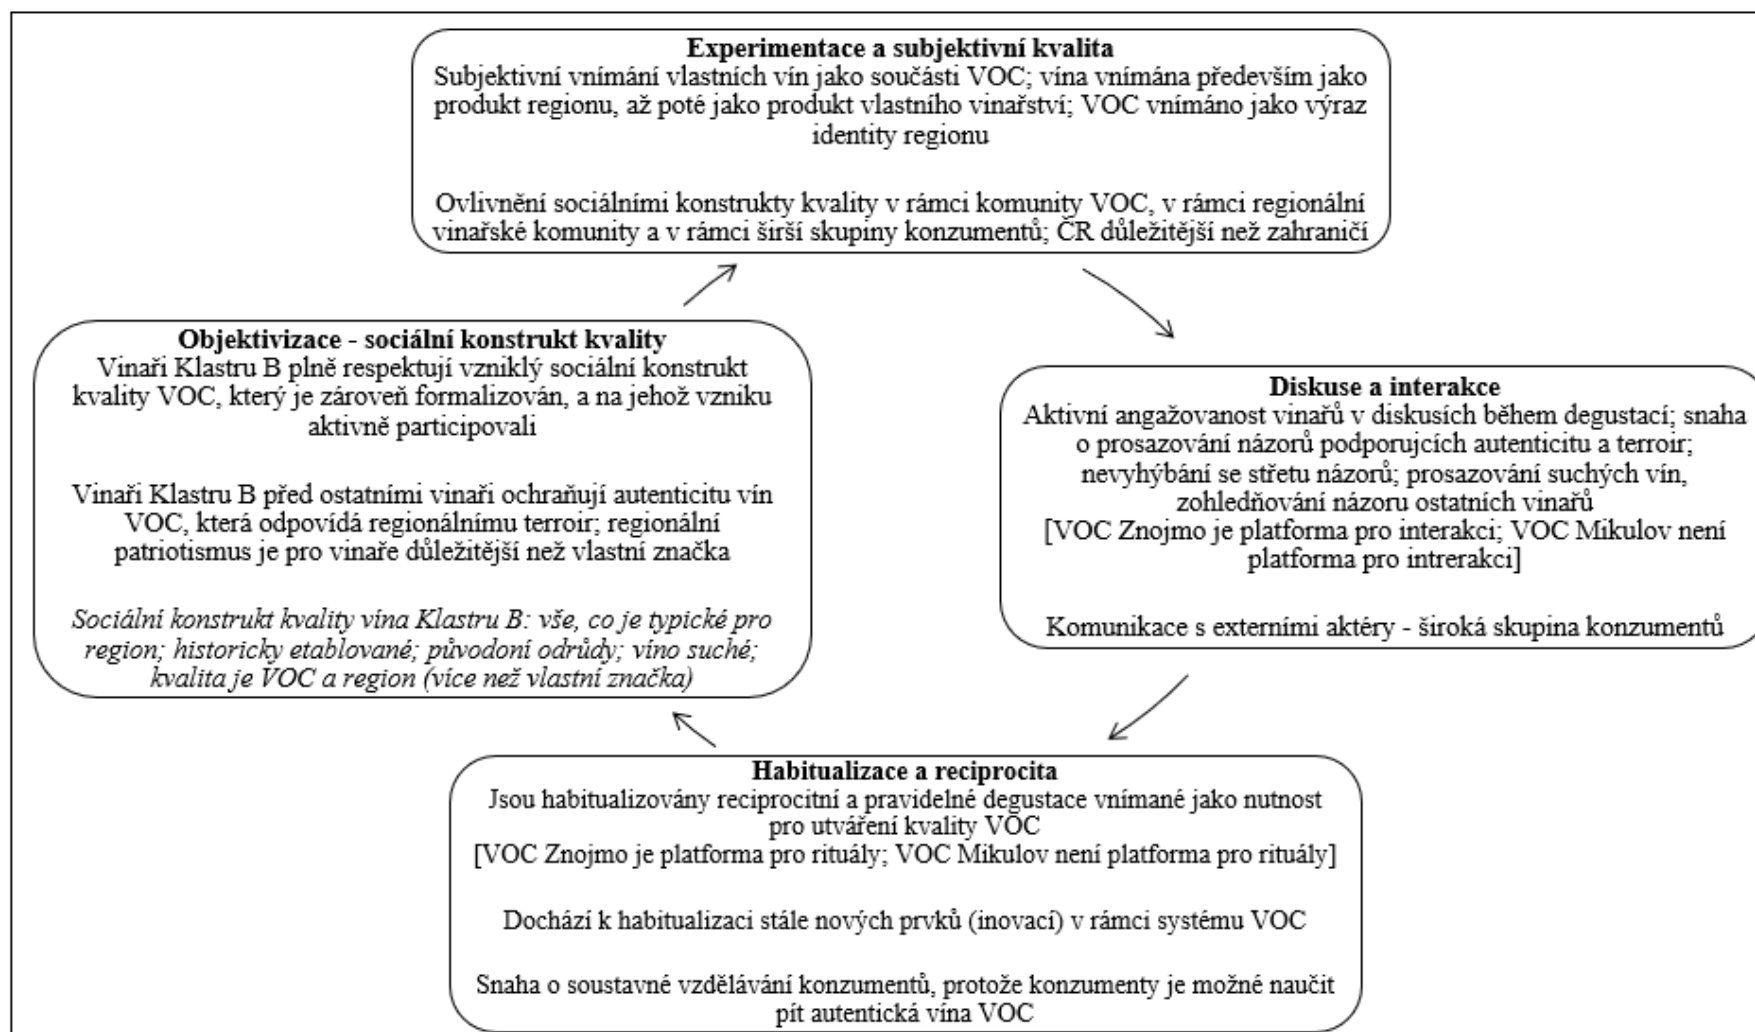 Experimentace a subjektivní kvalita
Subjektivní vnímání vlastních vín jako součásti VOC; vína vnímána především jako
produkt regionu, až poté jako produkt vlastního vinařství; VOC vnímáno jako výraz
identity regionu
Ovlivnění sociálními konstrukty kvality v rámci komunity VOC, v rámci regionální
vinařské komunity a v rámci širší skupiny konzumentů; ČR důležitější než zahraničí
Objektivizace - sociální konstrukt kvality
Vinaři Klastru B plně respektují vzniklý sociální konstrukt
kvality VOC, který je zároveň formalizován, a na jehož vzniku
aktivně participovali
Vinaři Klastru B před ostatními vinaři ochraňují autenticitu vín
VOC, která odpovídá regionálnímu terroir; regionální
patriotismus je pro vinaře důležitější než vlastní značka
Sociální konstrukt kvality vína Klastru B: vše, co je typické pro
region; historicky etablované; původoní odrůdy; víno suché;
kvalita je VOC a region (více než vlastní značka)
Diskuse a interakce
Aktivní angažovanost vinařů v diskusích během degustací; snaha
o prosazování názorů podporujcích autenticitu a terroir;
nevyhýbání se střetu názorů; prosazování suchých vín,
zohledňování názoru ostatních vinařů
[VOC Znojmo je platforma pro interakci; VOC Mikulov není
platforma pro intrerakci]
Komunikace s externími aktéry - široká skupina konzumentů
Habitualizace a reciprocita
Jsou habitualizovány reciprocitní a pravidelné degustace vnímané jako nutnost
pro utváření kvality VOC
[VOC Znojmo je platforma pro rituály; VOC Mikulov není platforma pro rituály]
Dochází k habitualizaci stále nových prvků (inovací) v rámci systému VOC
Snaha o soustavné vzdělávání konzumentů, protože konzumenty je možné naučit
pít autentická vína VOC